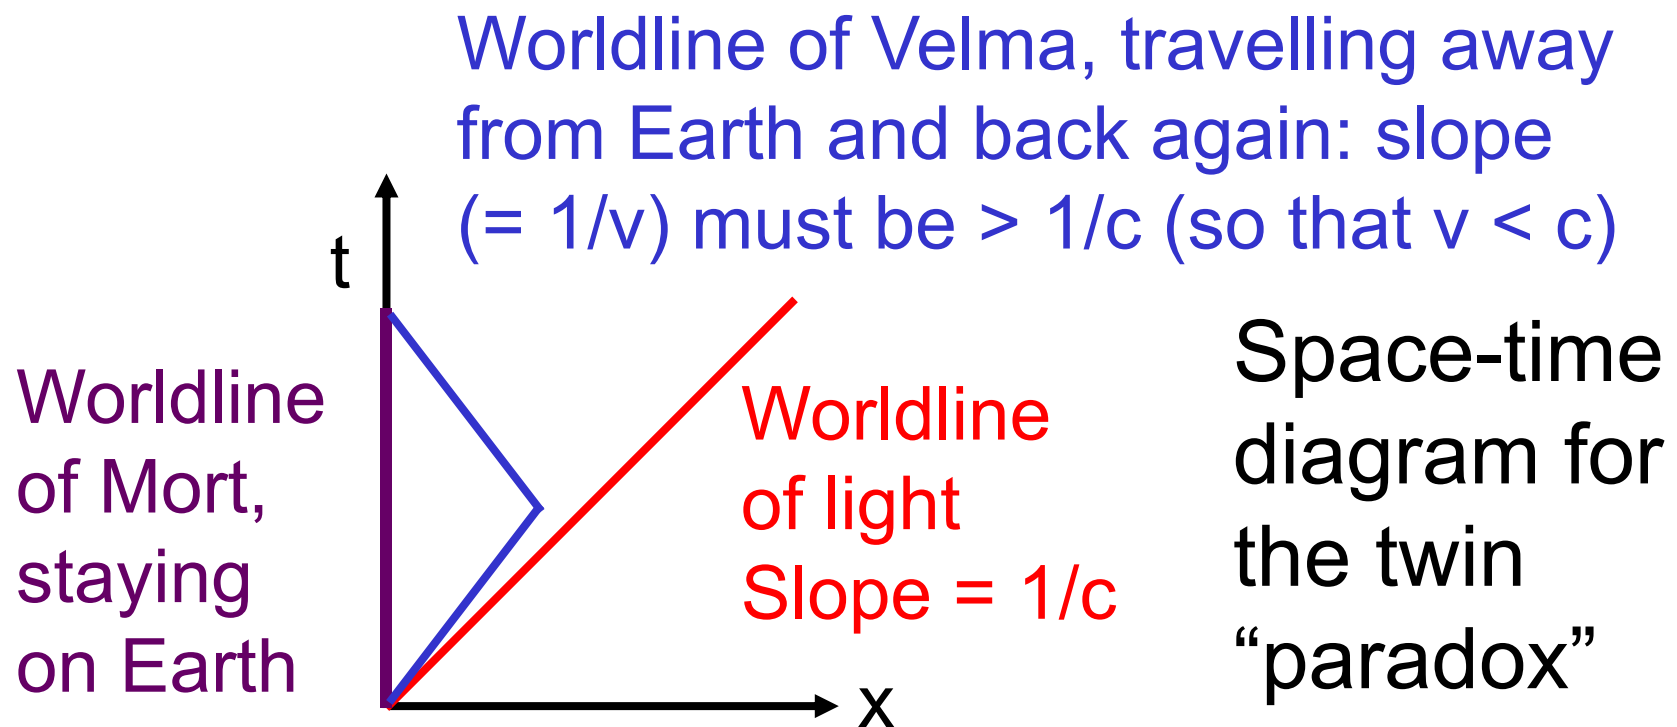 Worldline of Velma, travelling away
from Earth and back again: slope
(= 1/v) must be > 1/c (so that v < c)
t
Worldline
of Mort,
staying
on Earth
Worldline
of light
Slope = 1/c
x
Space-time
diagram for
the twin
“paradox”